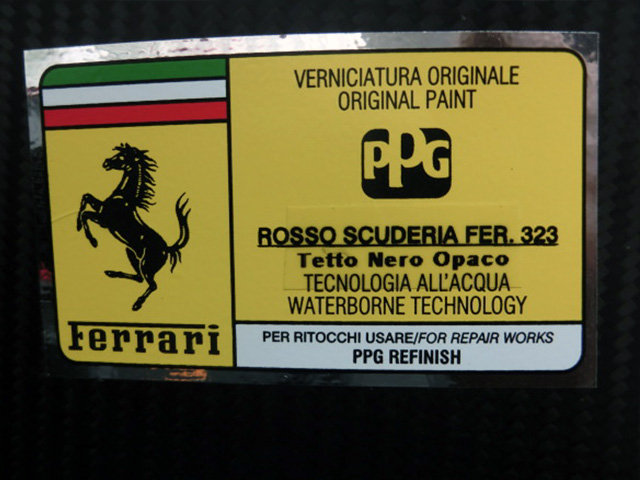 VERNICIATURA ORIGINALE
ORIGINAL PAINT
PPG
ROSSO SCUDERIA FER. 323
Tetto Nero Opaco
TECNOLOGIA ALL'ACQUA
WATERBORNE TECHNOLOGY
Ferrari
PER RITOCCHI USARE/FOR REPAIR WORKS
PPG REFINISH